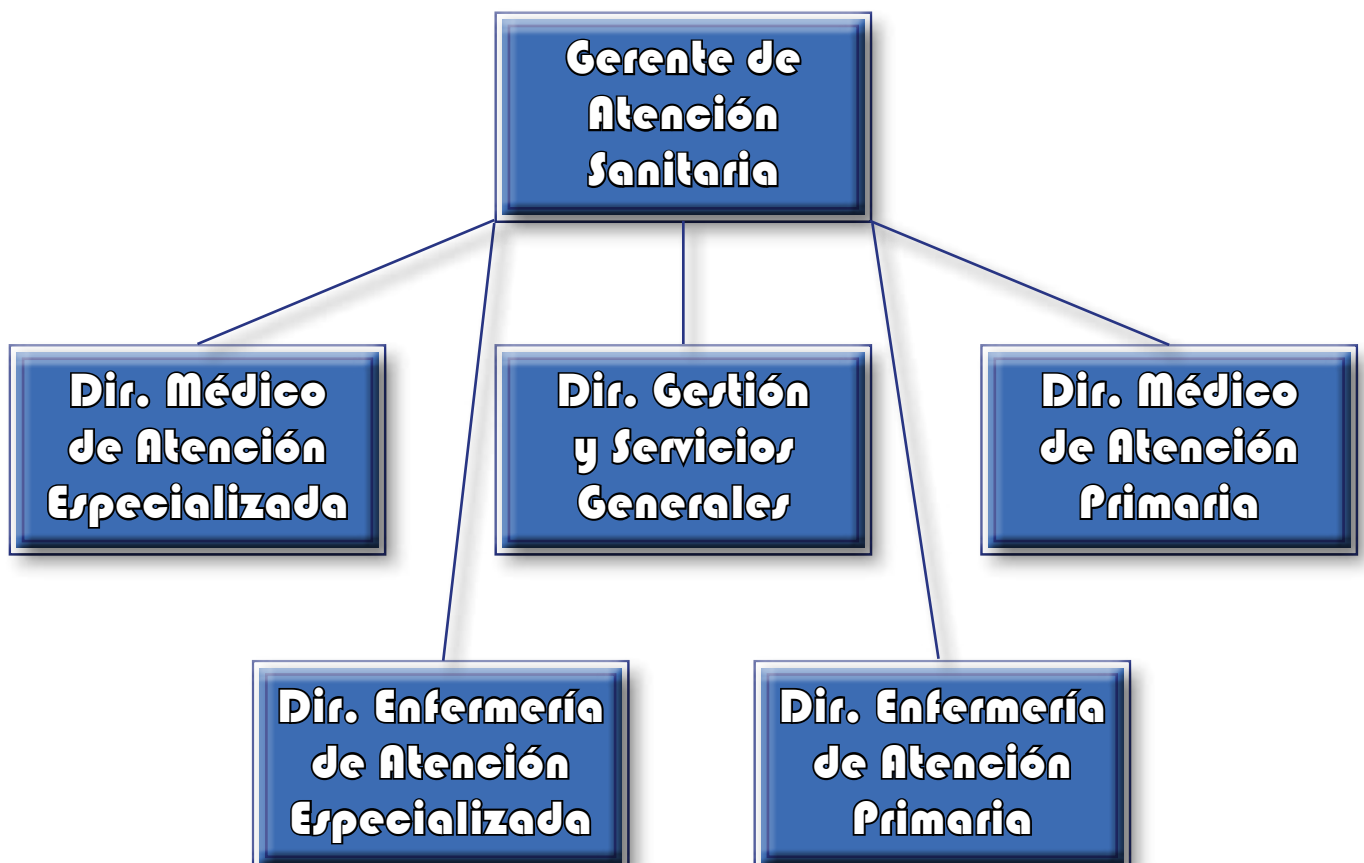 Gerente de
Atención
Sanitaria
Dir. Médico
de Atención
Especializada
Dir. Gestión
y Servicios
Generales
Dir. Médico
de Atención
Primaria
Dir. Enfermería
de Atención
Especializada
Dir. Enfermería
de Atención
Primaria